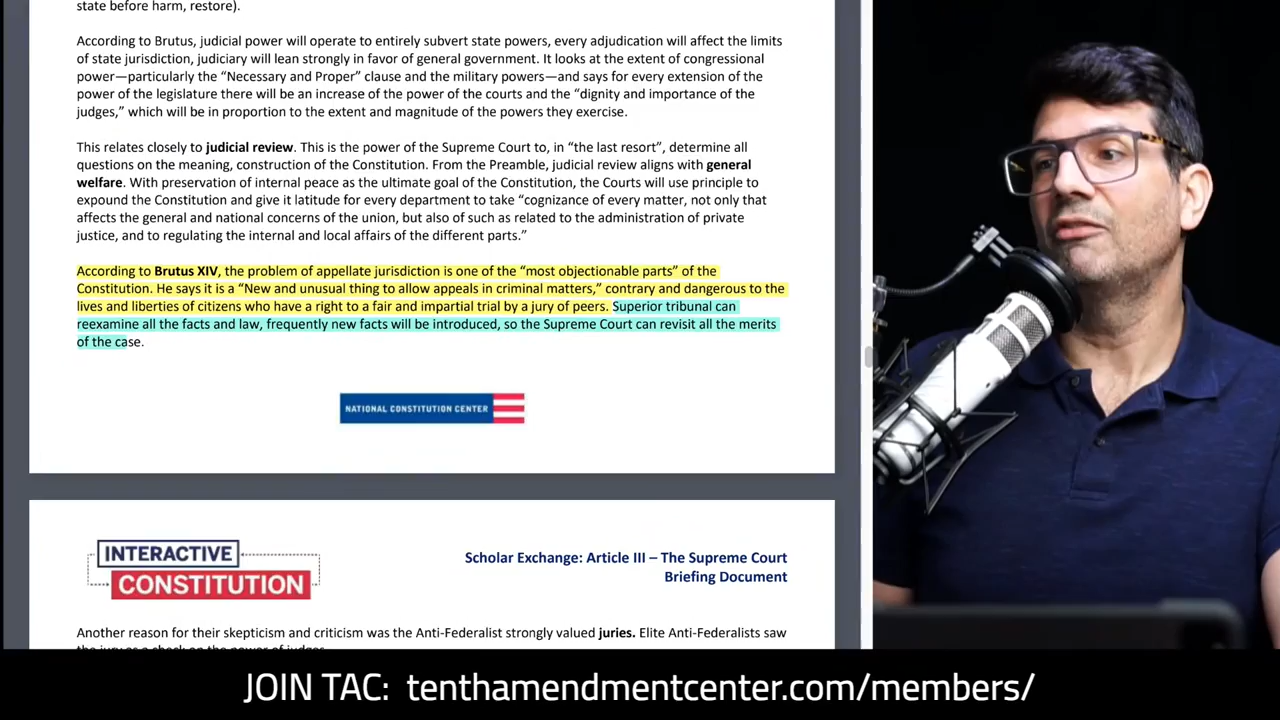 state before harm, restore).
According to Brutus, judicial power will operate to entirely subvert state powers, every adjudication will affect the limits
of state jurisdiction, judiciary will lean strongly in favor of general government. It looks at the extent of congressional
power—particularly the “Necessary and Proper” clause and the military powers—and says for every extension of the
power of the legislature there will be an increase of the power of the courts and the “dignity and importance of the
judges,” which will be in proportion to the extent and magnitude of the powers they exercise.
This relates closely to judicial review. This is the power of the Supreme Court to, in “the last resort”, determine all
questions on the meaning, construction of the Constitution. From the Preamble, judicial review aligns with general
welfare. With preservation of internal peace as the ultimate goal of the Constitution, the Courts will use principle to
expound the Constitution and give it latitude for every department to take “cognizance of every matter, not only that
affects the general and national concerns of the union, but also of such as related to the administration of private
justice, and to regulating the internal and local affairs of the different parts.”
According to Brutus XIV, the problem of appellate jurisdiction is one of the “most objectionable parts” of the
Constitution. He says it is a “New and unusual thing to allow appeals in criminal matters,” contrary and dangerous to the
lives and liberties of citizens who have a right to a fair and impartial trial by a jury of peers. Superior tribunal can
reexamine all the facts and law, frequently new facts will be introduced, so the Supreme Court can revisit all the merits
of the case.
NATIONAL CONSTITUTION CENTER
INTERACTIVE
CONSTITUTION
Scholar Exchange: Article III – The Supreme Court
Briefing Document
Another reason for their skepticism and criticism was the Anti-Federalist strongly valued juries. Elite Anti-Federalists saw
the jury as a check on the power of judges
JOIN TAC: tenthamendmentcenter.com/members/